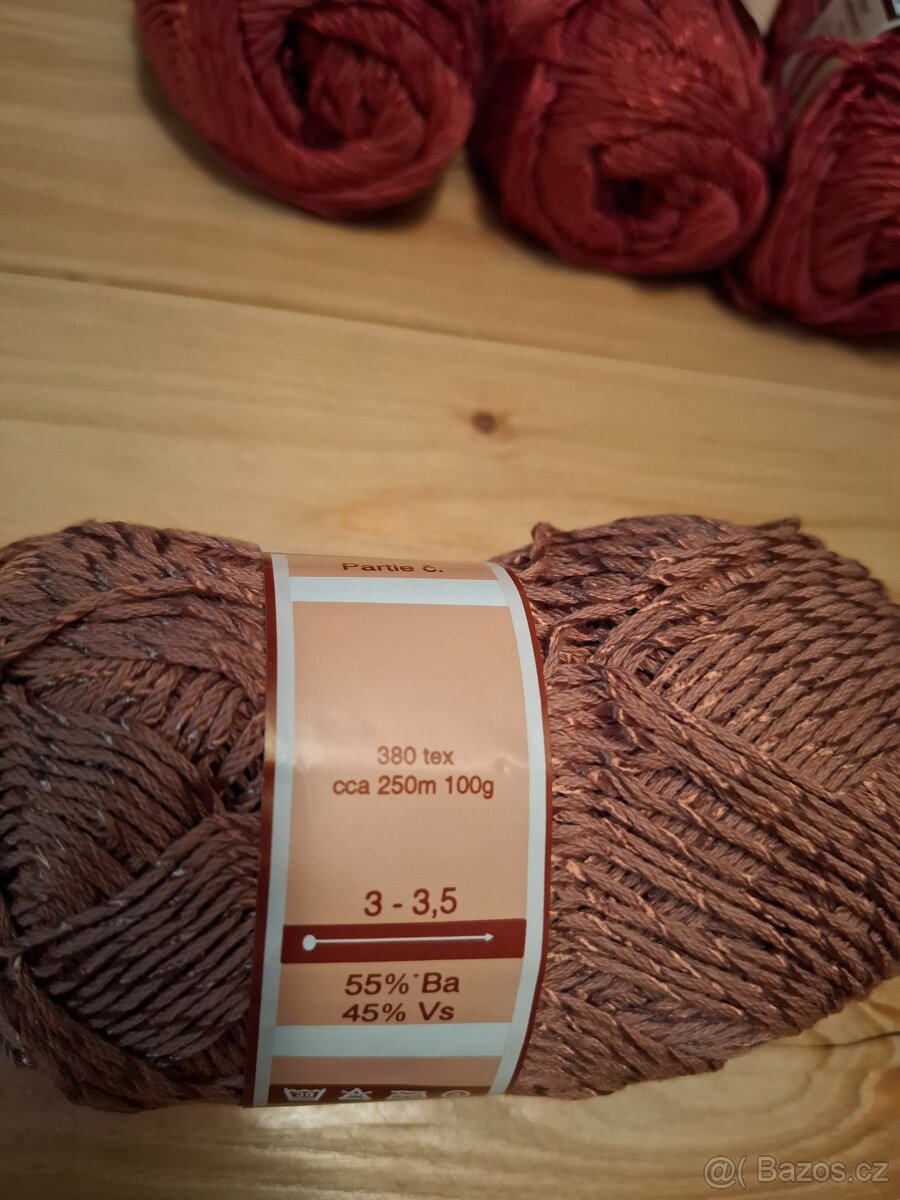 Partie č.
380 tex
cca 250m 100g
3 - 3,5
55% Ba
45% Vs
@( Bazos.cz